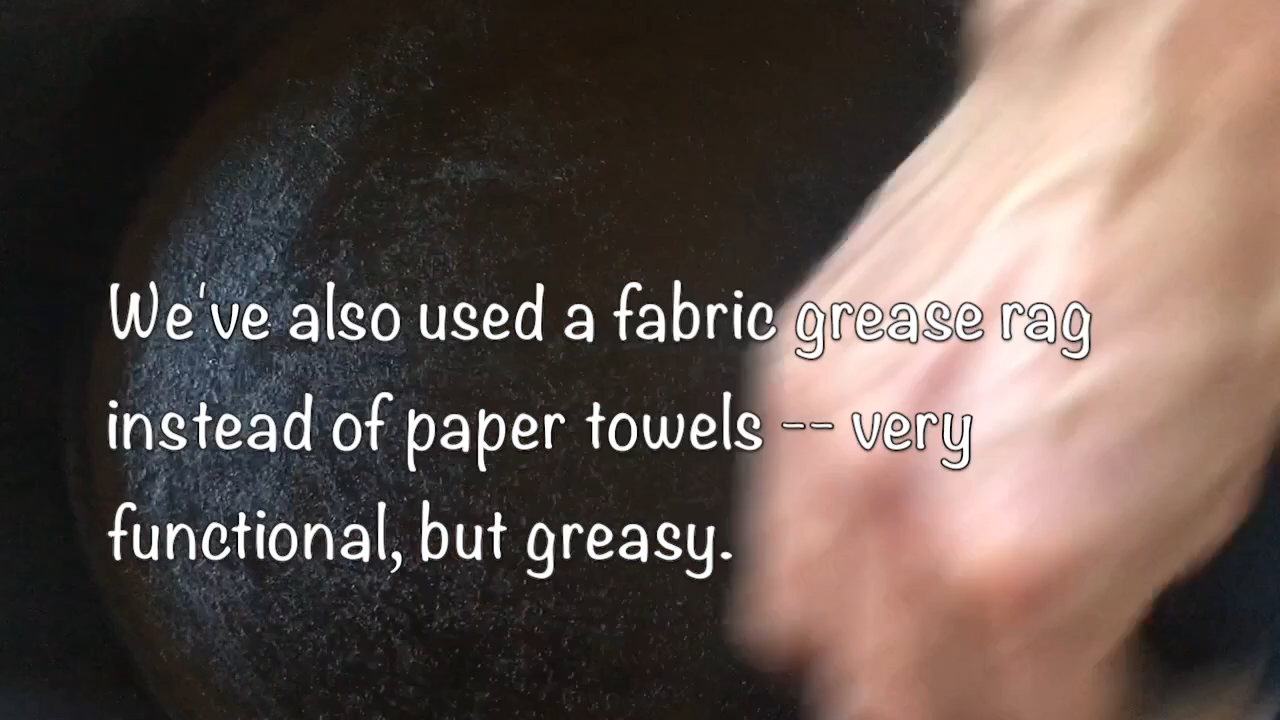 We've also used a fabric grease rag
instead of paper towels -- very
functional, but greasy.